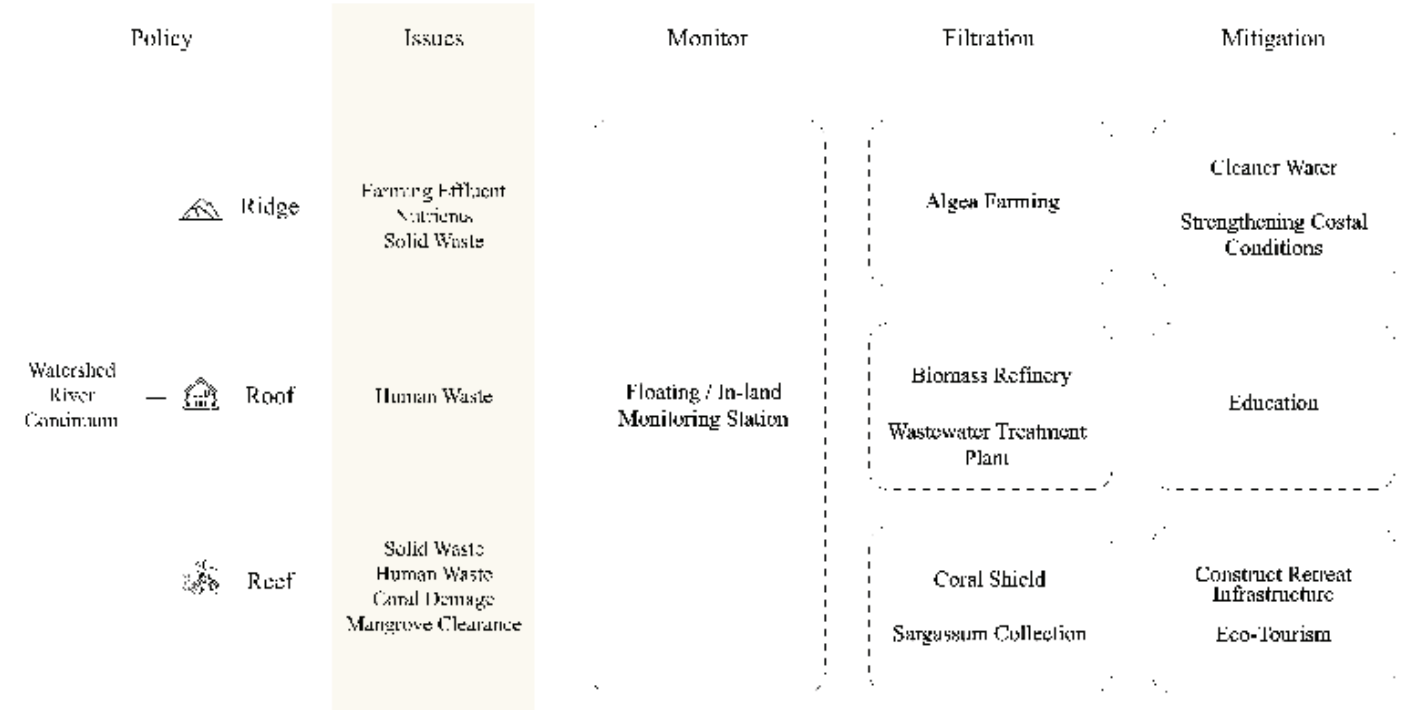 Policy
Issues
Monitor
Filtration
Mitigation
Ridge
Farming Effluent
Nutrients
Solid Waste
Algea Farming
Cleaner Water
Strengthening Costal
Conditions
Watershed
River
Continuum
—
Roof
Human Waste
Floating / In-land
Monitoring Station
Biomass Refinery
Wastewater Treatment
Plant
Education
Reef
Solid Waste
Human Waste
Coral Demage
Mangrove Clearance
Coral Shield
Sargassum Collection
Construct Retreat
Infrastructure
Eco-Tourism